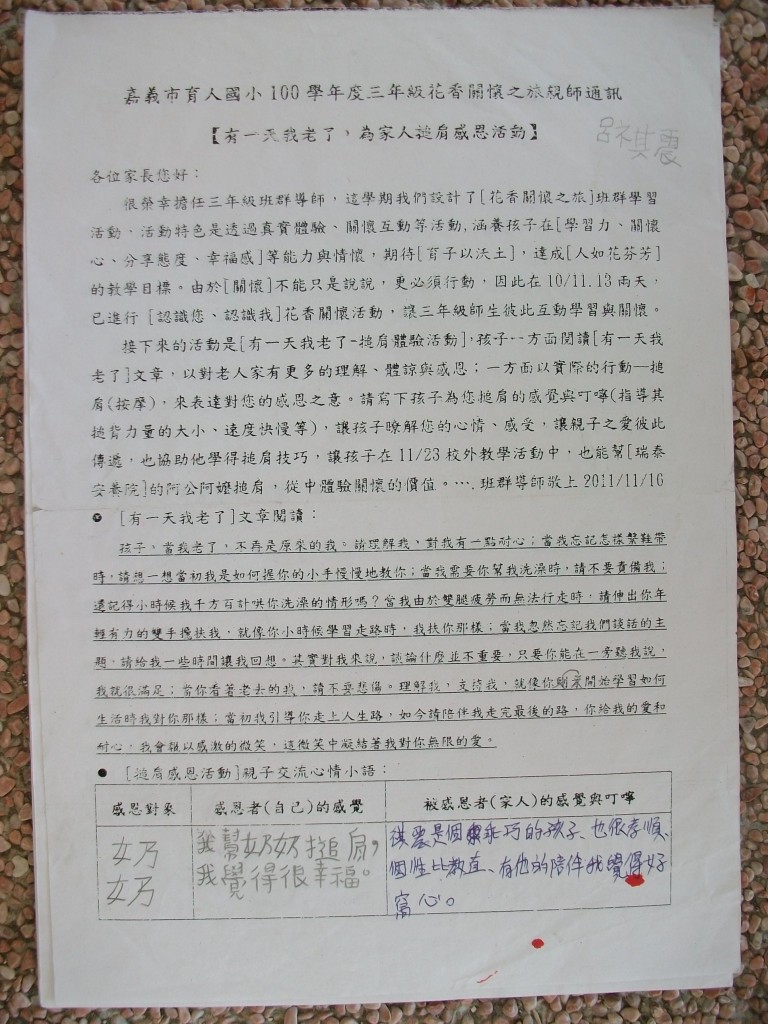 嘉義市育人國小100學年度三年級花香關懷之旅親師通訊
【有一天我老了，為家人搥肩感恩活動】
呂祺震
各位家長您好：
很榮幸擔任三年級班群導師，這學期我們設計了[花香關懷之旅]班群學習
活動，活動特色是透過真實體驗、關懷互動等活動，涵養孩子在[學習力、關懷
心、分享態度、幸福感]等能力與情懷，期待[育子以沃土]，達成[人如花芬芳]
的教學目標。由於[關懷]不能只是說說，更必須行動，因此在10/11.13兩天，
已進行 [認識您、認識我]花香關懷活動，讓三年級師生彼此互動學習與關懷。
接下來的活動是[有一天我老了-搥肩體驗活動]，孩子一方面閱讀[有一天我
老了]文章，以對老人家有更多的理解、體諒與感恩；一方面以實際的行動—搥
肩(按摩)，來表達對您的感恩之意。請寫下孩子為您搥肩的感覺與叮嚀(指導其
搥背力量的大小、速度快慢等)，讓孩子瞭解您的心情、感受，讓親子之愛彼此
傳遞，也協助他學得搥肩技巧，讓孩子在11/23校外教學活動中，也能幫[瑞泰
安養院]的阿公阿嬤搥肩，從中體驗關懷的價值。…．班群導師敬上 2011/11/16
[有一天我老了]文章閱讀：
孩子，當我老了，不再是原來的我。請理解我、對我有一點耐心；當我忘記怎樣繫鞋帶
時，請想一想當初我是如何握你的小手慢慢地教你；當我需要你幫我洗澡時，請不要責備我；
還記得小時候我千方百計哄你洗澡的情形嗎？當我由於雙腿疲勞而無法行走時，請伸出你年
輕有力的雙手攙扶我，就像你小時候學習走路時，我扶你那樣；當我忽然忘記我們談話的主
題，請給我一些時間讓我回想。其實對我來說，談論什麼並不重要，只要你能在一旁聽我說，
我就很滿足；當你看著老去的我，請不要悲傷。理解我，支持我，就像你剛開始學習如何
生活時我對你那樣；當初我引導你走上人生路，如今請陪伴我走完最後的路，你給我的愛和
耐心，我會報以感激的微笑，這微笑中凝結著我對你無限的愛。
[搥肩感恩活動]親子交流心情小語：
感恩對象 感恩者(自己)的感覺 被感恩者(家人)的感覺與叮嚀
奶奶
我幫奶奶搥肩，
我覺得很幸福。
祺震是個乖巧的孩子、也很孝順、
個性比較直、有他的陪伴我覺得好
窩心。